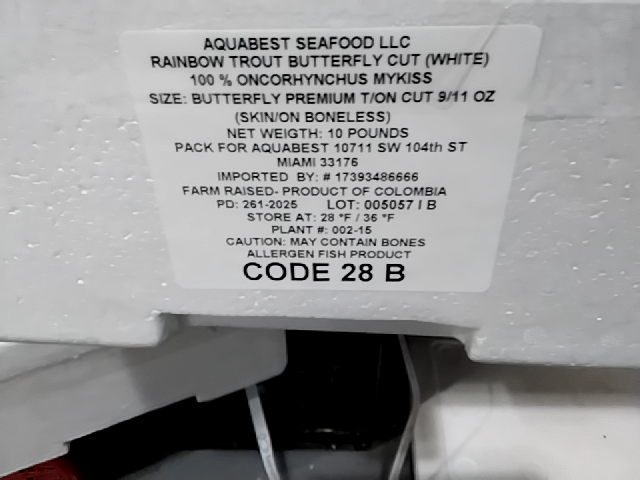 AQUABEST SEAFOOD LLC
RAINBOW TROUT BUTTERFLY CUT (WHITE)
100 % ONCORHYNCHUS MYKISS
SIZE: BUTTERFLY PREMIUM T/ON CUT 9/11 OZ
(SKIN/ON BONELESS)
NET WEIGTH: 10 POUNDS
PACK FOR AQUABEST 10711 SW 104th ST
MIAMI 33176
IMPORTED BY: # 17393486666
FARM RAISED- PRODUCT OF COLOMBIA
PD: 261-2025 LOT: 005057 I B
STORE AT: 28 °F / 36 °F
PLANT #: 002-15
CAUTION: MAY CONTAIN BONES
ALLERGEN FISH PRODUCT
CODE 28 B